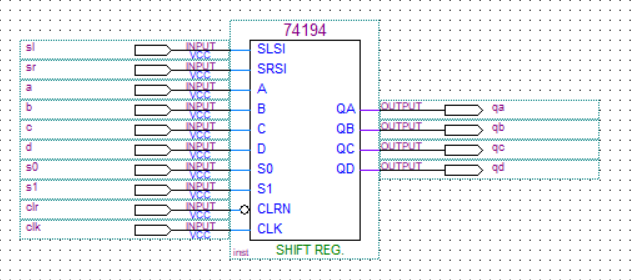 74194
sl INPUT VCC SLSI
sr INPUT VCC SRSI
a INPUT VCC A
b INPUT VCC B QA OUTPUT qa
c INPUT VCC C QB OUTPUT qb
d INPUT VCC D QC OUTPUT qc
s0 INPUT VCC S0 QD OUTPUT qd
s1 INPUT VCC S1
clr INPUT VCC CLRN
clk INPUT VCC CLK
inst SHIFT REG.